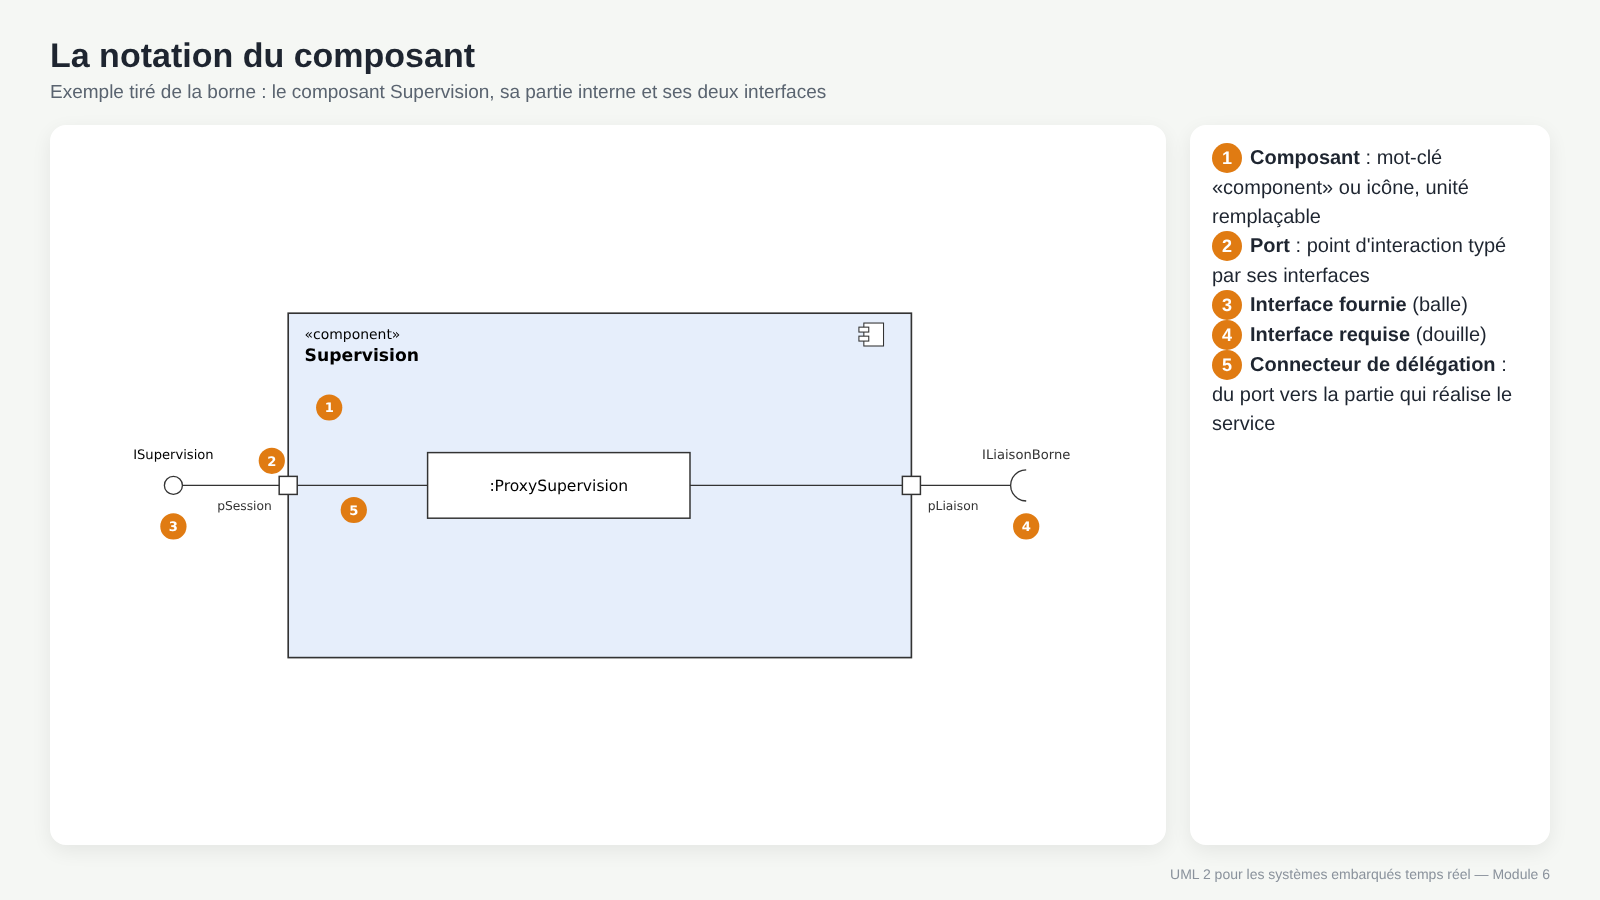 La notation du composant
Exemple tiré de la borne : le composant Supervision, sa partie interne et ses deux interfaces
«component»
Supervision
1
ISupervision
2
:ProxySupervision
ILiaisonBorne
pSession
5
pLiaison
3
4
1 Composant : mot-clé
«component» ou icône, unité
remplaçable
2 Port : point d'interaction typé
par ses interfaces
3 Interface fournie (balle)
4 Interface requise (douille)
5 Connecteur de délégation :
du port vers la partie qui réalise le
service
UML 2 pour les systèmes embarqués temps réel — Module 6